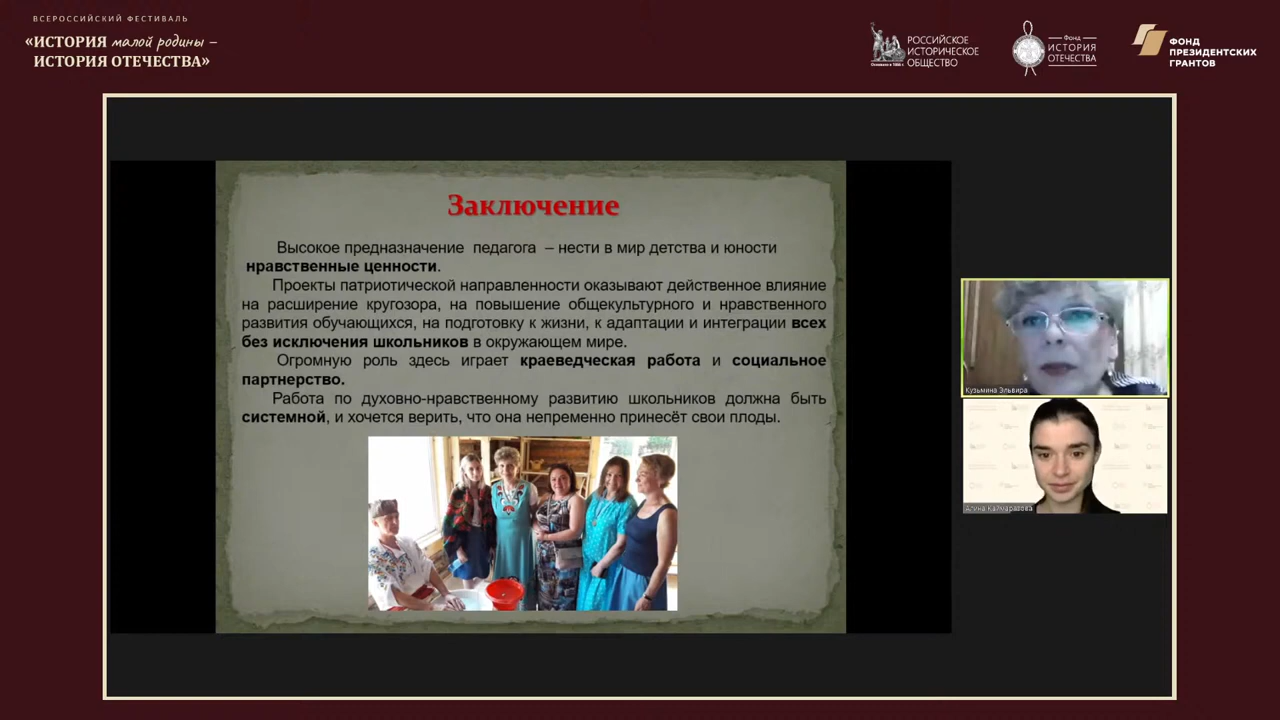 ВСЕРОССИЙСКИЙ ФЕСТИВАЛЬ
«ИСТОРИЯ малой родины –
ИСТОРИЯ ОТЕЧЕСТВА»
РОССИЙСКОЕ
ИСТОРИЧЕСКОЕ
ОБЩЕСТВО
Основано в 1866 г.
Фонд
ИСТОРИЯ
ОТЕЧЕСТВА
ФОНД
ПРЕЗИДЕНТСКИХ
ГРАНТОВ
Заключение
Высокое предназначение педагога – нести в мир детства и юности
нравственные ценности.
Проекты патриотической направленности оказывают действенное влияние
на расширение кругозора, на повышение общекультурного и нравственного
развития обучающихся, на подготовку к жизни, к адаптации и интеграции всех
без исключения школьников в окружающем мире.
Огромную роль здесь играет краеведческая работа и социальное
партнерство.
Работа по духовно-нравственному развитию школьников должна быть
системной, и хочется верить, что она непременно принесёт свои плоды.
Кузьмина Эльвира
Алина